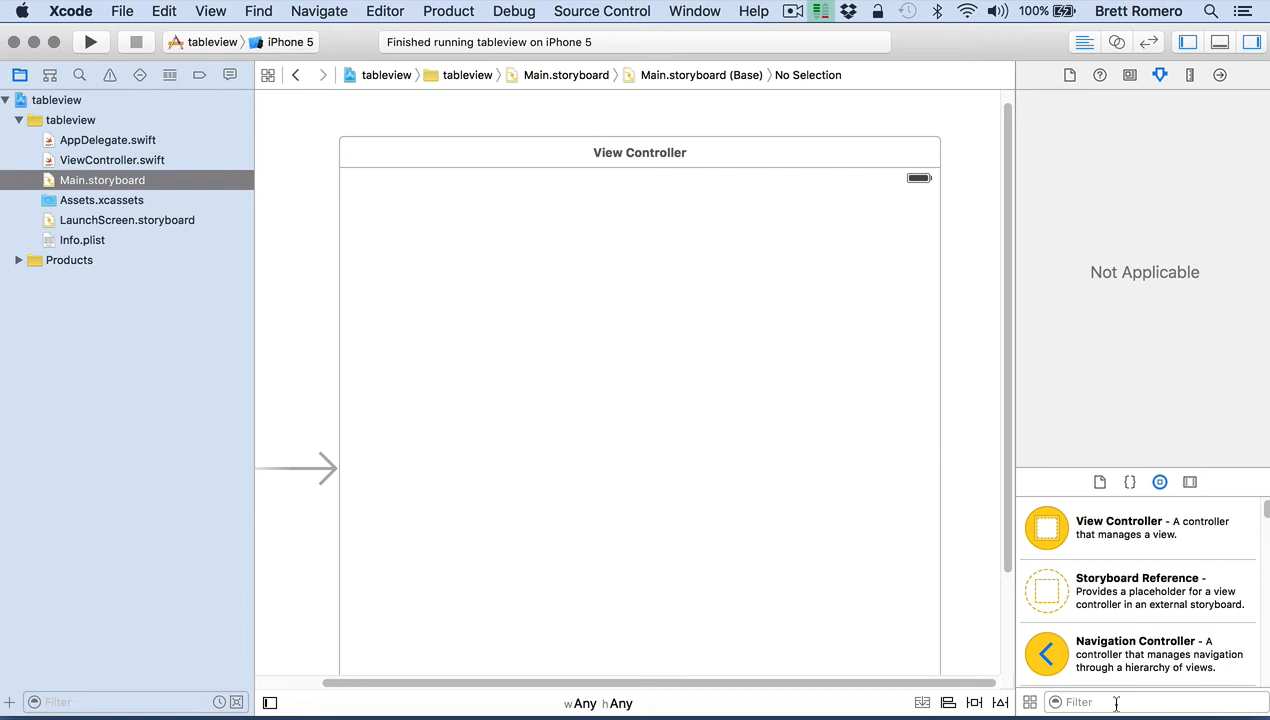 Xcode File Edit View Find Navigate Editor Product Debug Source Control Window Help 100% Brett Romero
tableview iPhone 5 Finished running tableview on iPhone 5
tableview tableview Main.storyboard Main.storyboard (Base) No Selection
tableview
tableview
AppDelegate.swift
ViewController.swift
Main.storyboard
Assets.xcassets
LaunchScreen.storyboard
Info.plist
Products
View Controller
Not Applicable
View Controller - A controller
that manages a view.
Storyboard Reference -
Provides a placeholder for a view
controller in an external storyboard.
Navigation Controller - A
controller that manages navigation
through a hierarchy of views.
Filter
wAny hAny
Filter